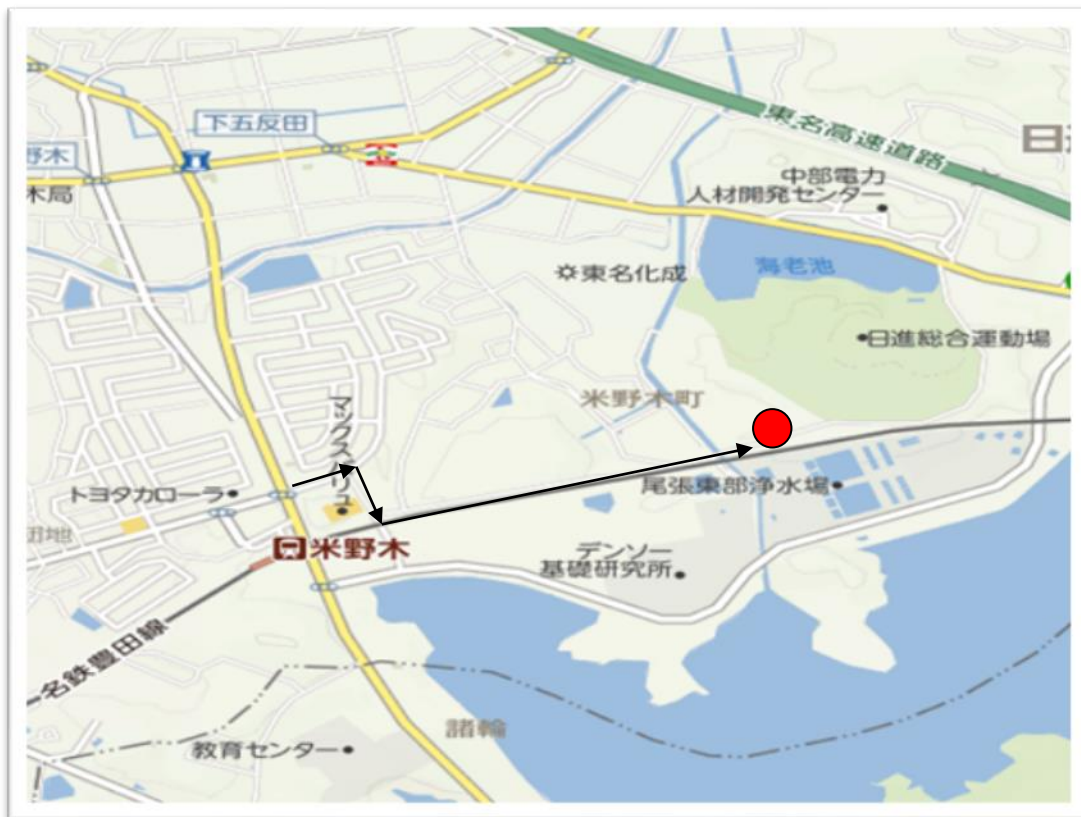 東名高速道路
日進
下五反田
野木
木局
中部電力
人材開発センター
海老池
東名化成
日進総合運動場
マックスバリュ
米野木町
トヨタカローラ
尾張東部浄水場
団地
米野木
デンソー
基礎研究所
名鉄豊田線
諸輪
教育センター